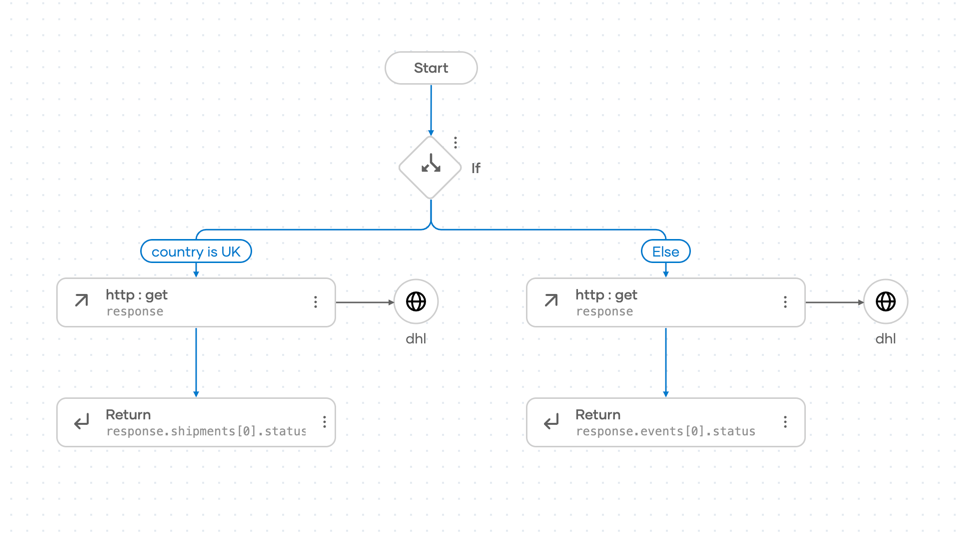 Start
If
country is UK
Else
http : get
response
dhl
http : get
response
dhl
Return
response.shipments[0].status
Return
response.events[0].status